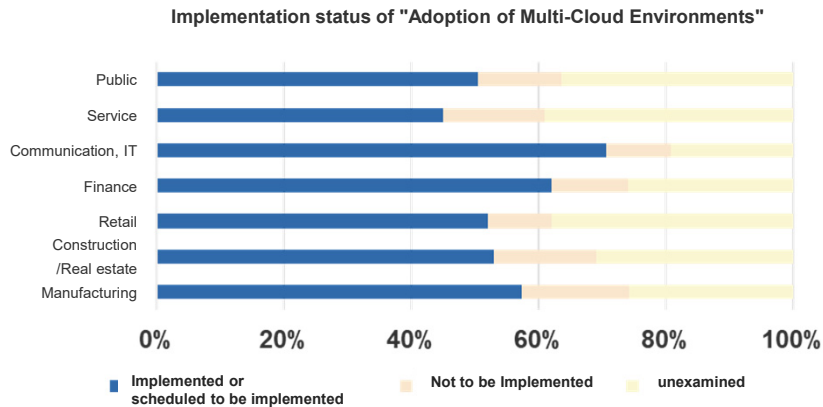 Implementation status of "Adoption of Multi-Cloud Environments"
Public
Service
Communication, IT
Finance
Retail
Construction
/Real estate
Manufacturing
0% 20% 40% 60% 80% 100%
Implemented or
scheduled to be implemented
Not to be Implemented
unexamined